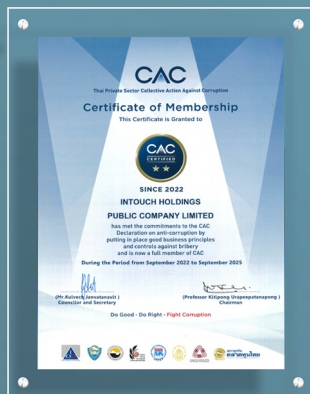 CAC
Thai Private Sector Collective Action Against Corruption
Certificate of Membership
This Certificate is Granted to
CAC
CERTIFIED
SINCE 2022
INTOUCH HOLDINGS
PUBLIC COMPANY LIMITED
has met the commitments to the CAC
Declaration on anti-corruption by
putting in place good business principles
and controls against bribery
and is now a full member of CAC
During the Period from September 2022 to September 2025
(Mr.Kulvech Janvatanavit )
Councilor and Secretary
(Professor Kitipong Urapeepatanapong )
Chairman
Do Good - Do Right - Fight Corruption